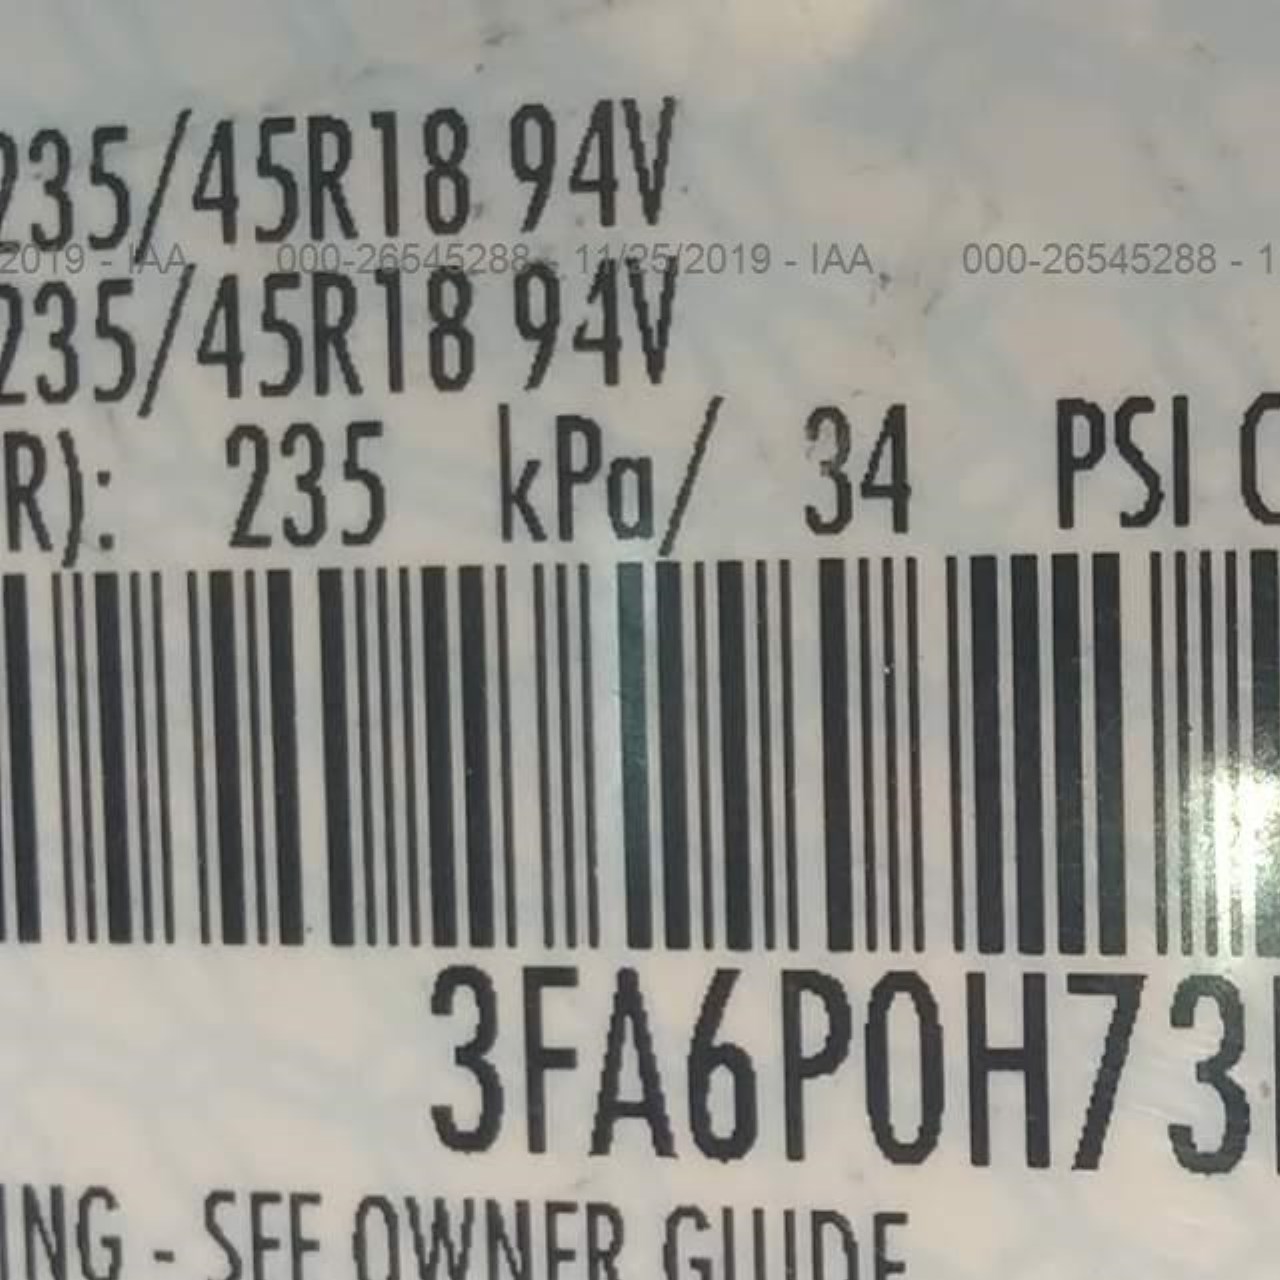 235/45R18 94V
2019 - IAA 000-26545288 - 11/25/2019 - IAA 000-26545288 - 1
235/45R18 94V
R): 235 kPa/ 34 PSI
3FA6P0H73
ING - SEE OWNER GUIDE